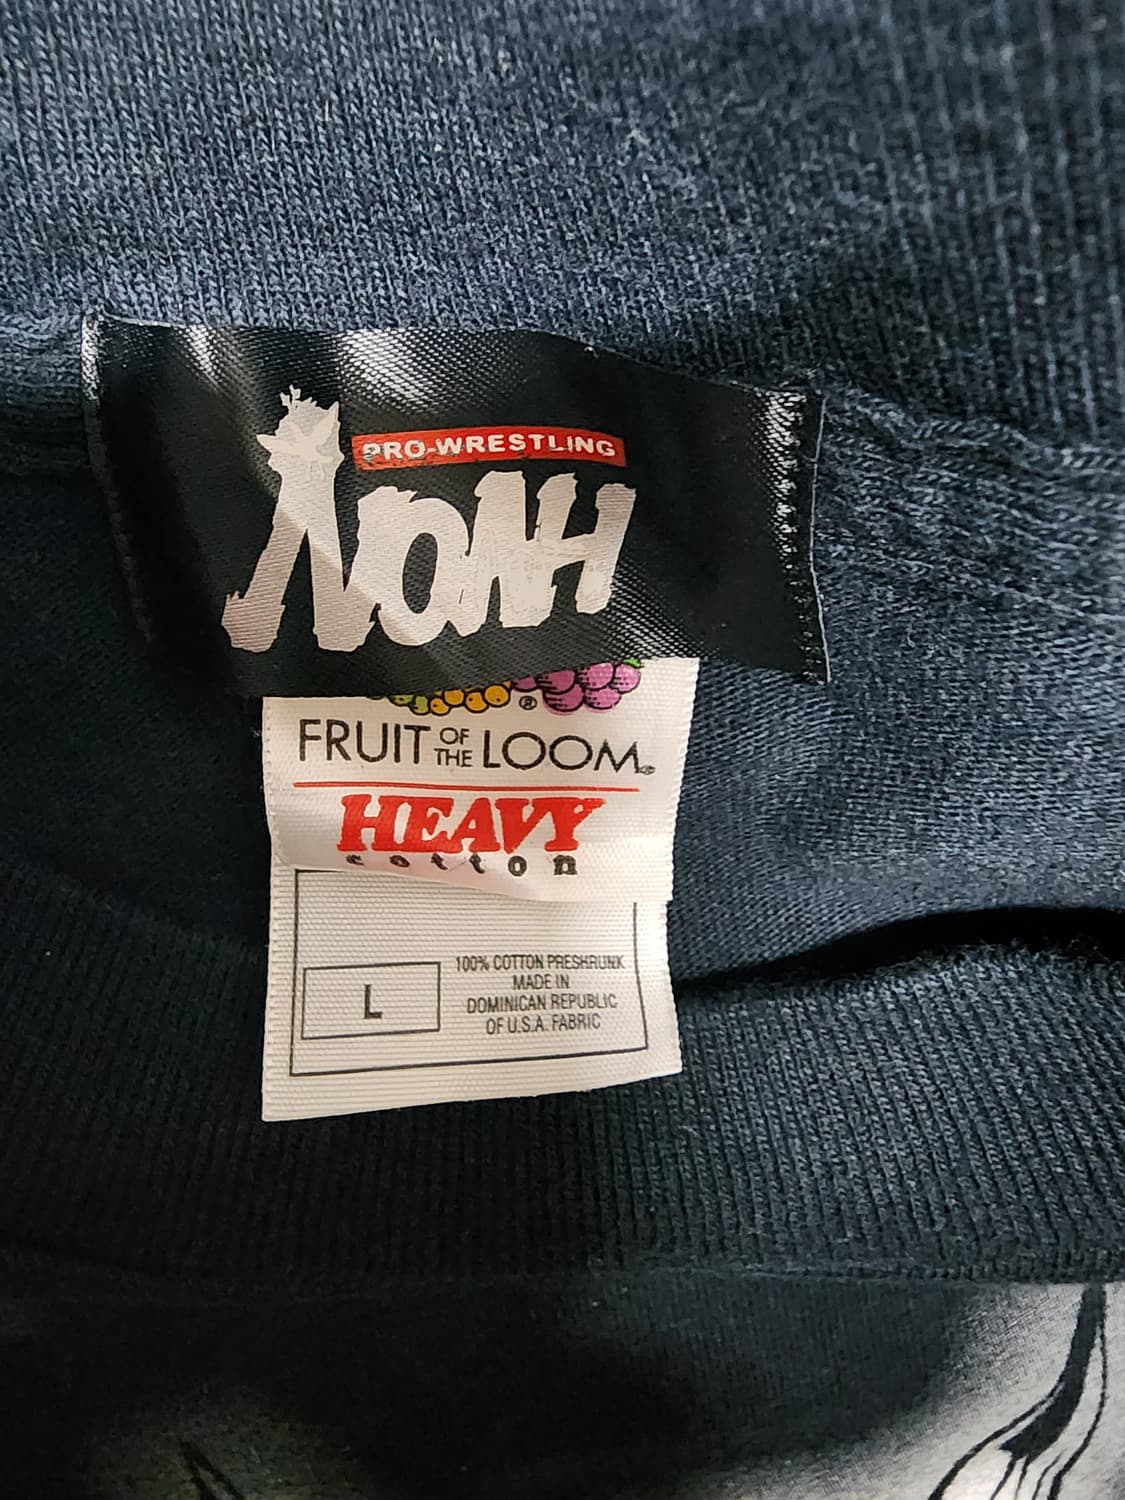 PRO-WRESTLING
NOAH
®
FRUIT OF THE LOOM®
HEAVY
cotton
L
100% COTTON PRESHRUNK
MADE IN
DOMINICAN REPUBLIC
OF U.S.A. FABRIC